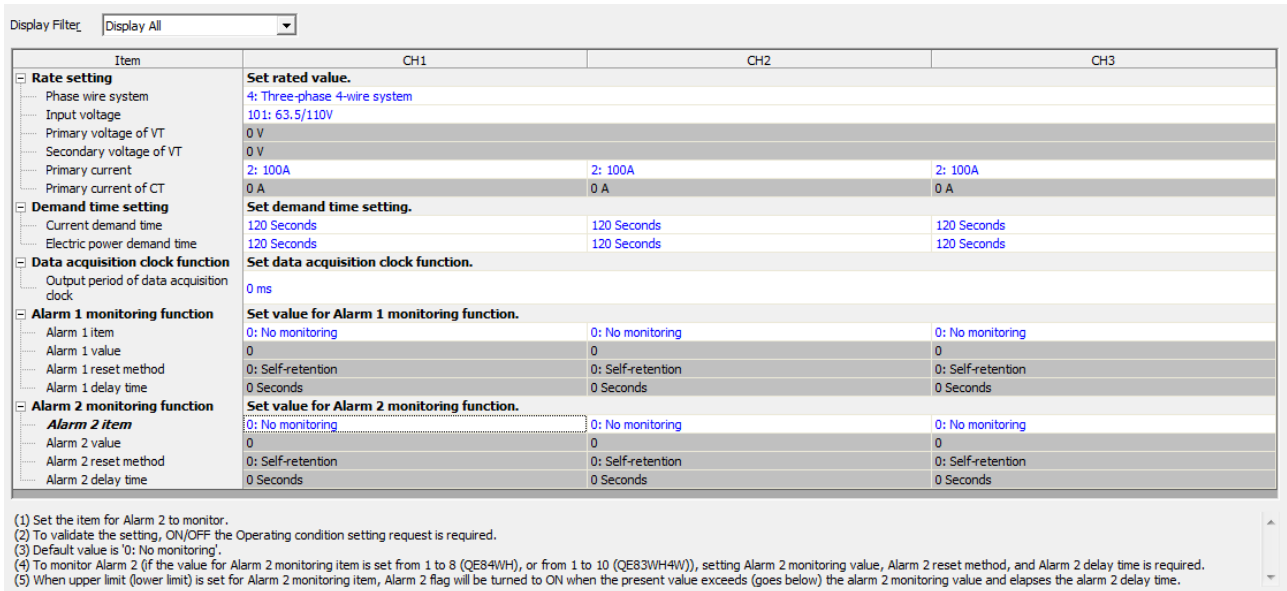 Display Filter Display All
Item CH1 CH2 CH3
Rate setting Set rated value.
Phase wire system 4: Three-phase 4-wire system
Input voltage 101: 63.5/110V
Primary voltage of VT 0 V
Secondary voltage of VT 0 V
Primary current 2: 100A 2: 100A 2: 100A
Primary current of CT 0 A 0 A 0 A
Demand time setting Set demand time setting.
Current demand time 120 Seconds 120 Seconds 120 Seconds
Electric power demand time 120 Seconds 120 Seconds 120 Seconds
Data acquisition clock function Set data acquisition clock function.
Output period of data acquisition
clock 0 ms
Alarm 1 monitoring function Set value for Alarm 1 monitoring function.
Alarm 1 item 0: No monitoring 0: No monitoring 0: No monitoring
Alarm 1 value 0 0 0
Alarm 1 reset method 0: Self-retention 0: Self-retention 0: Self-retention
Alarm 1 delay time 0 Seconds 0 Seconds 0 Seconds
Alarm 2 monitoring function Set value for Alarm 2 monitoring function.
Alarm 2 item 0: No monitoring 0: No monitoring 0: No monitoring
Alarm 2 value 0 0 0
Alarm 2 reset method 0: Self-retention 0: Self-retention 0: Self-retention
Alarm 2 delay time 0 Seconds 0 Seconds 0 Seconds
(1) Set the item for Alarm 2 to monitor.
(2) To validate the setting, ON/OFF the Operating condition setting request is required.
(3) Default value is '0: No monitoring'.
(4) To monitor Alarm 2 (if the value for Alarm 2 monitoring item is set from 1 to 8 (QE84WH), or from 1 to 10 (QE83WH4W)), setting Alarm 2 monitoring value, Alarm 2 reset method, and Alarm 2 delay time is required.
(5) When upper limit (lower limit) is set for Alarm 2 monitoring item, Alarm 2 flag will be turned to ON when the present value exceeds (goes below) the alarm 2 monitoring value and elapses the alarm 2 delay time.